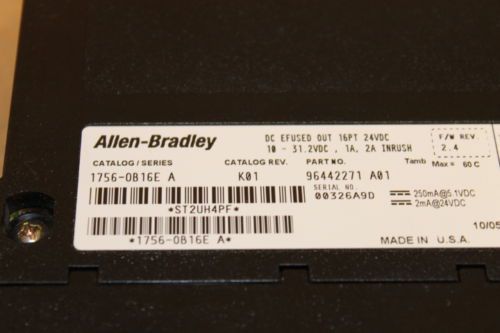 Allen-Bradley
DC EFUSED OUT 16PT 24VDC
10 - 31.2VDC , 1A, 2A INRUSH
F/W REV.
2.4
CATALOG / SERIES
CATALOG REV.
PART NO.
Tamb Max = 60 C
1756-OB16E A
K01
96442271 A01
SERIAL NO.
00326A9D
250mA@5.1VDC
2mA@24VDC
*ST2UH4PF*
*1756-OB16E A*
MADE IN U.S.A.
10/05